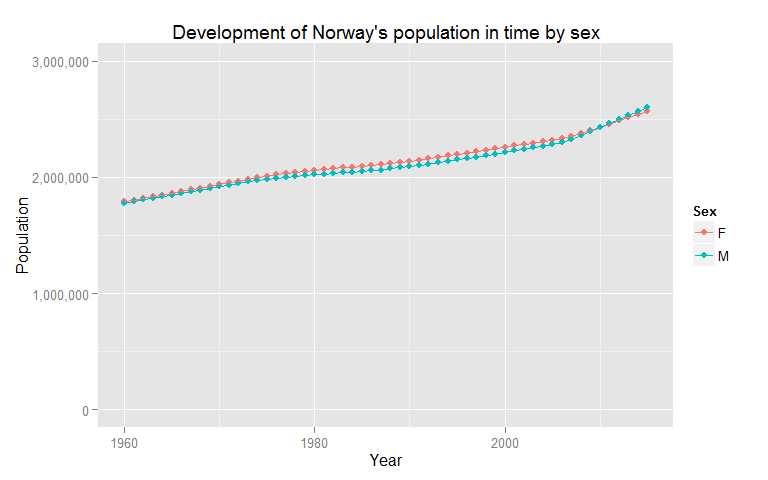 Development of Norway's population in time by sex
3,000,000
2,000,000
1,000,000
0
Population
1960
1980
2000
Year
Sex
F
M